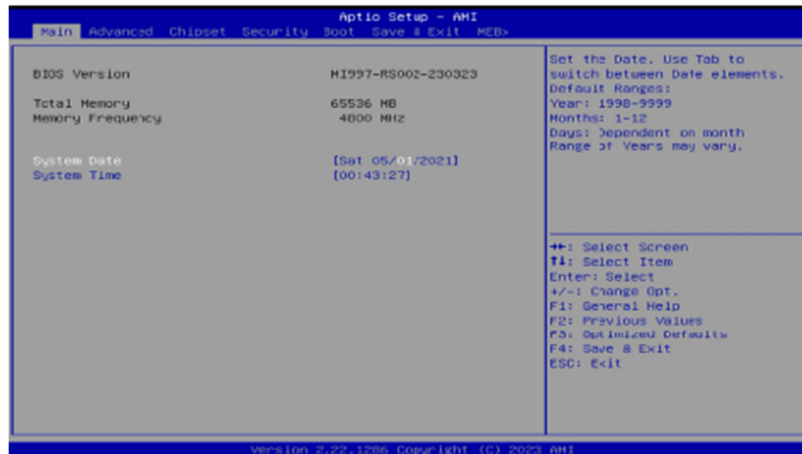 Aptio Setup - AMI
Main Advanced Chipset Security Boot Save & Exit MEBx
BIOS Version MI997-RS002-230323
Total Memory 65536 MB
Memory Frequency 4800 MHz
System Date [Sat 05/01/2021]
System Time [00:43:27]
Set the Date. Use Tab to
switch between Date elements.
Default Ranges:
Year: 1998-9999
Months: 1-12
Days: Dependent on month
Range of Years may vary.
→←: Select Screen
↑↓: Select Item
Enter: Select
+/-: Change Opt.
F1: General Help
F2: Previous Values
F3: Optimized Defaults
F4: Save & Exit
ESC: Exit
Version 2.22.1286 Copyright (C) 2023 AMI